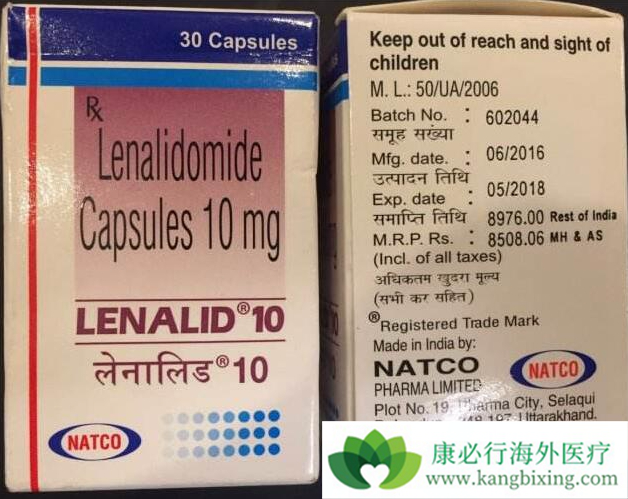 30 Capsules
Rx
Lenalidomide
Capsules 10 mg
LENALID® 10
लेनालिड® 10
NATCO
Keep out of reach and sight of
children
M. L.: 50/UA/2006
Batch No. : 602044
समूह संख्या
Mfg. date. : 06/2016
उत्पादन तिथि
Exp. date : 05/2018
समाप्ति तिथि 8976.00 Rest of India
M.R.P. Rs. : 8508.06 MH & AS
(Incl. of all taxes)
अधिकतम खुदरा मूल्य
(सभी कर सहित)
®Registered Trade Mark
Made in India by:
NATCO NATCO
PHARMA LIMITED
Plot No. 19, Pharma City, Selaqui
248 197 Uttarakhand.
康必行海外医疗
www.kangbixing.com